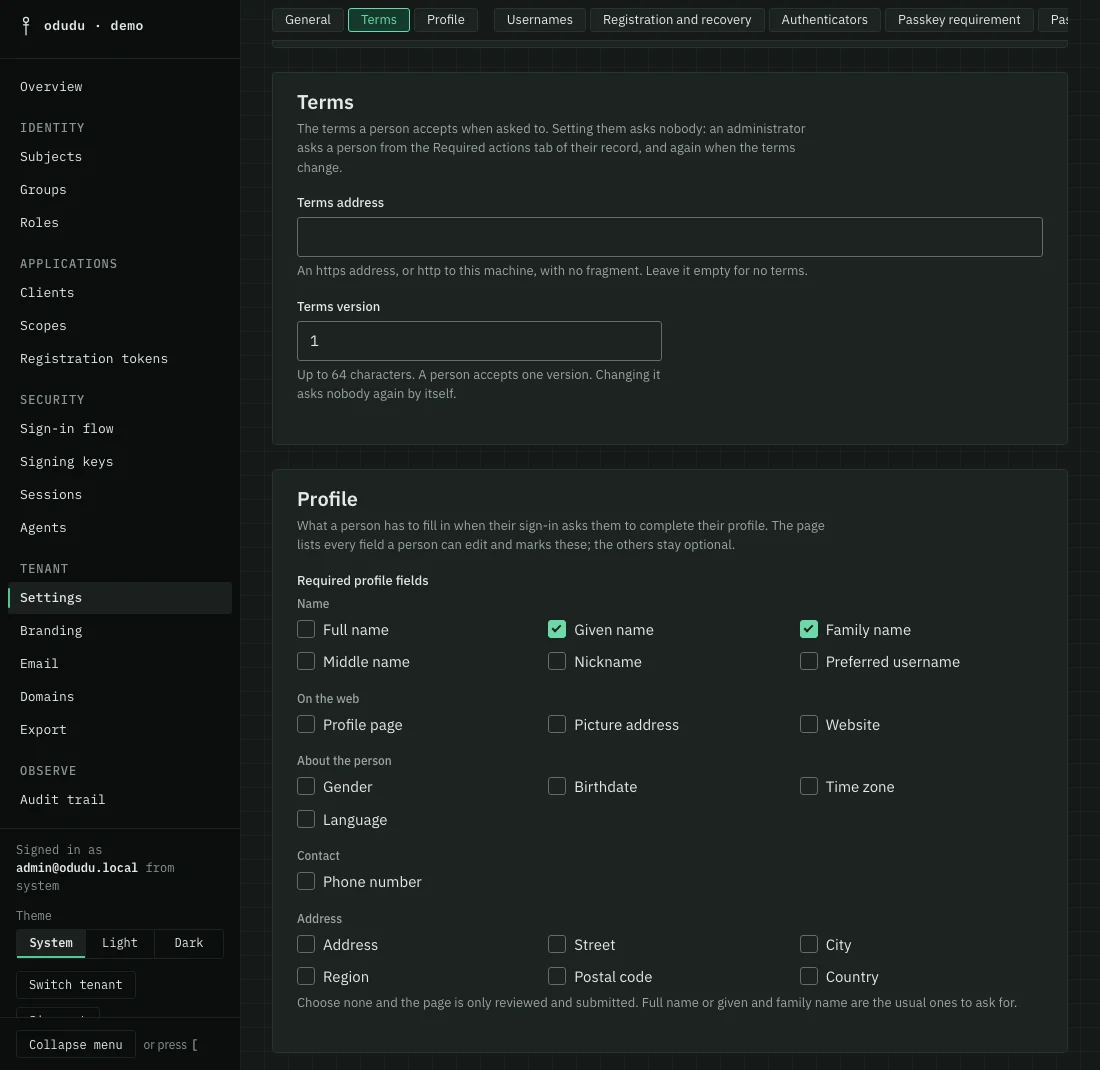 odudu · demo
Overview
IDENTITY
Subjects
Groups
Roles
APPLICATIONS
Clients
Scopes
Registration tokens
SECURITY
Sign-in flow
Signing keys
Sessions
Agents
TENANT
Settings
Branding
Email
Domains
Export
OBSERVE
Audit trail
Signed in as
admin@odudu.local from
system
Theme
System Light Dark
Switch tenant
Collapse menu or press [
General Terms Profile Usernames Registration and recovery Authenticators Passkey requirement
Terms
The terms a person accepts when asked to. Setting them asks nobody: an administrator
asks a person from the Required actions tab of their record, and again when the terms
change.
Terms address
An https address, or http to this machine, with no fragment. Leave it empty for no terms.
Terms version
1
Up to 64 characters. A person accepts one version. Changing it
asks nobody again by itself.
Profile
What a person has to fill in when their sign-in asks them to complete their profile. The page
lists every field a person can edit and marks these; the others stay optional.
Required profile fields
Name
Full name Given name Family name
Middle name Nickname Preferred username
On the web
Profile page Picture address Website
About the person
Gender Birthdate Time zone
Language
Contact
Phone number
Address
Address Street City
Region Postal code Country
Choose none and the page is only reviewed and submitted. Full name or given and family name are the usual ones to ask for.